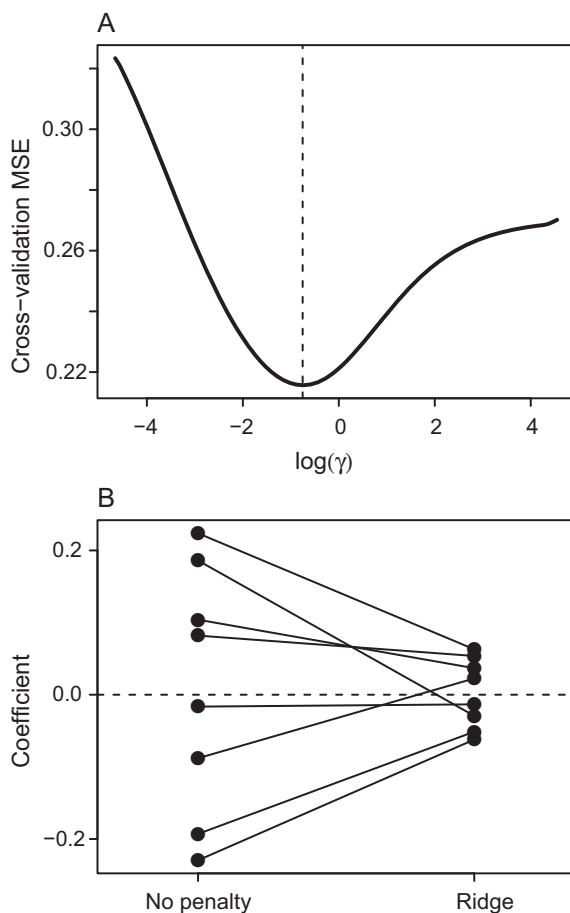 A
Cross−validation MSE
0.30
0.26
0.22
−4 −2 0 2 4
log(γ)
B
Coefficient
0.2
0.0
−0.2
No penalty Ridge